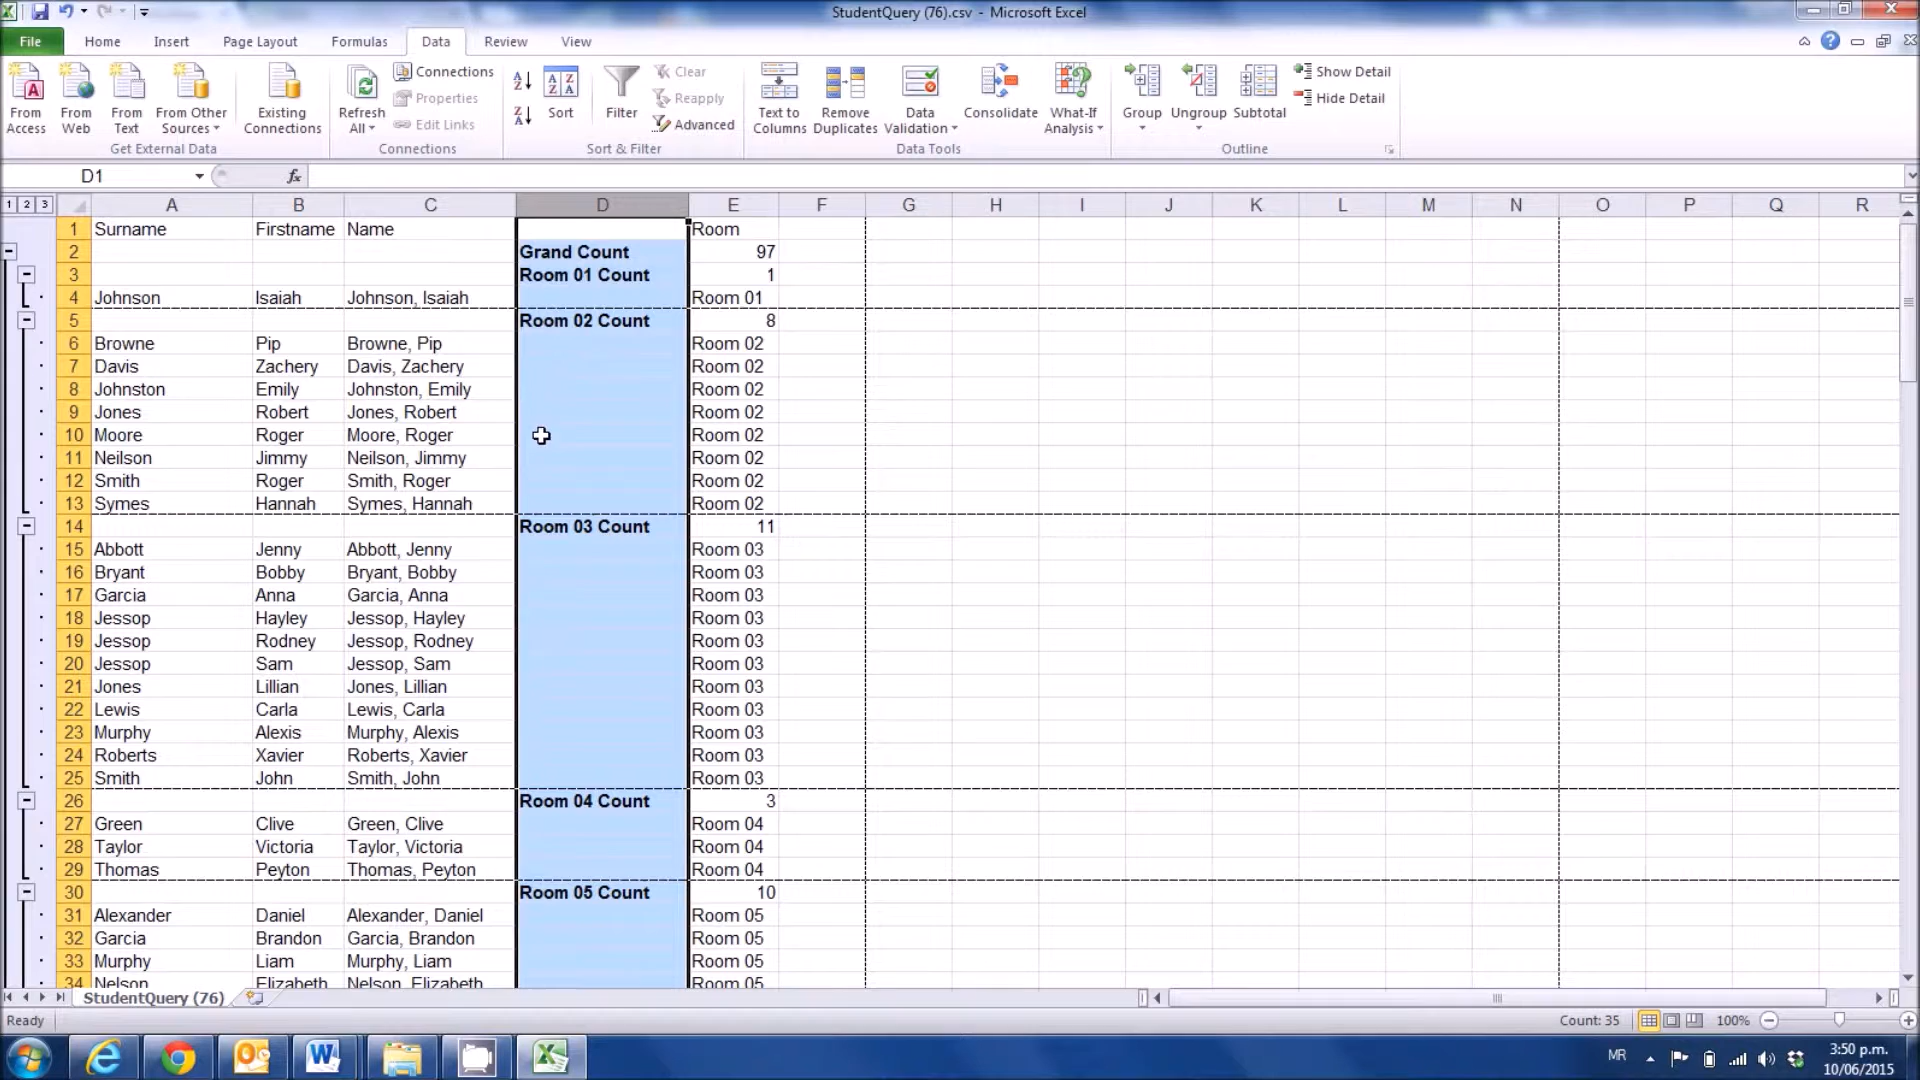 StudentQuery (76).csv - Microsoft Excel
File Home Insert Page Layout Formulas Data Review View
From Access From Web From Text From Other Sources Existing Connections Refresh All Connections Properties Edit Links Sort Filter Clear Reapply Advanced Text to Columns Remove Duplicates Data Validation Consolidate What-If Analysis Group Ungroup Subtotal Show Detail Hide Detail
Get External Data Connections Sort & Filter Data Tools Outline
D1 fx
1 2 3 A B C D E F G H I J K L M N O P Q R
1 Surname Firstname Name Room
2 Grand Count 97
3 Room 01 Count 1
4 Johnson Isaiah Johnson, Isaiah Room 01
5 Room 02 Count 8
6 Browne Pip Browne, Pip Room 02
7 Davis Zachery Davis, Zachery Room 02
8 Johnston Emily Johnston, Emily Room 02
9 Jones Robert Jones, Robert Room 02
10 Moore Roger Moore, Roger Room 02
11 Neilson Jimmy Neilson, Jimmy Room 02
12 Smith Roger Smith, Roger Room 02
13 Symes Hannah Symes, Hannah Room 02
14 Room 03 Count 11
15 Abbott Jenny Abbott, Jenny Room 03
16 Bryant Bobby Bryant, Bobby Room 03
17 Garcia Anna Garcia, Anna Room 03
18 Jessop Hayley Jessop, Hayley Room 03
19 Jessop Rodney Jessop, Rodney Room 03
20 Jessop Sam Jessop, Sam Room 03
21 Jones Lillian Jones, Lillian Room 03
22 Lewis Carla Lewis, Carla Room 03
23 Murphy Alexis Murphy, Alexis Room 03
24 Roberts Xavier Roberts, Xavier Room 03
25 Smith John Smith, John Room 03
26 Room 04 Count 3
27 Green Clive Green, Clive Room 04
28 Taylor Victoria Taylor, Victoria Room 04
29 Thomas Peyton Thomas, Peyton Room 04
30 Room 05 Count 10
31 Alexander Daniel Alexander, Daniel Room 05
32 Garcia Brandon Garcia, Brandon Room 05
33 Murphy Liam Murphy, Liam Room 05
34 Nelson Elizabeth Nelson, Elizabeth Room 05
StudentQuery (76)
Ready Count: 35 100%
MR 3:50 p.m.
10/06/2015